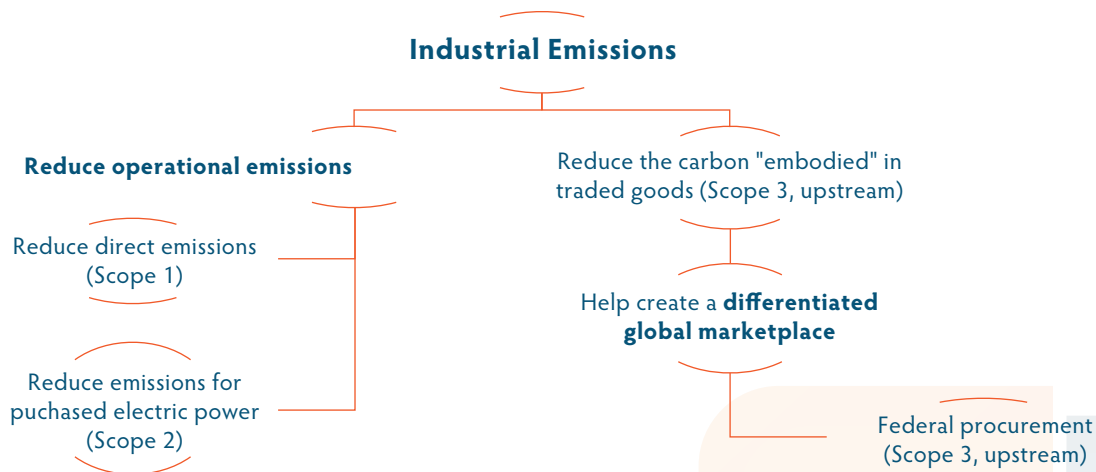 Industrial Emissions
Reduce operational emissions
Reduce direct emissions
(Scope 1)
Reduce emissions for
puchased electric power
(Scope 2)
Reduce the carbon "embodied" in
traded goods (Scope 3, upstream)
Help create a differentiated
global marketplace
Federal procurement
(Scope 3, upstream)